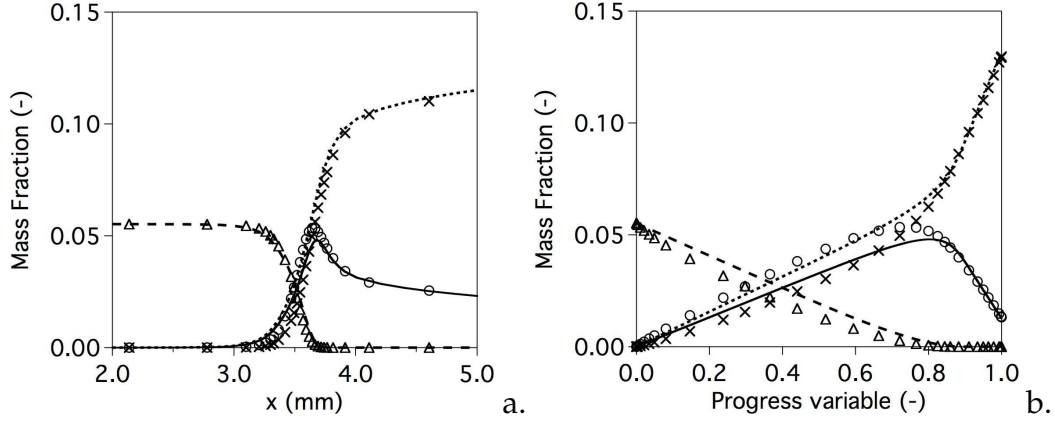 0.15
0.10
0.05
0.00
Mass Fraction (-)
2.0 3.0 4.0 5.0
x (mm)
a.
0.15
0.10
0.05
0.00
Mass Fraction (-)
0.0 0.2 0.4 0.6 0.8 1.0
Progress variable (-)
b.